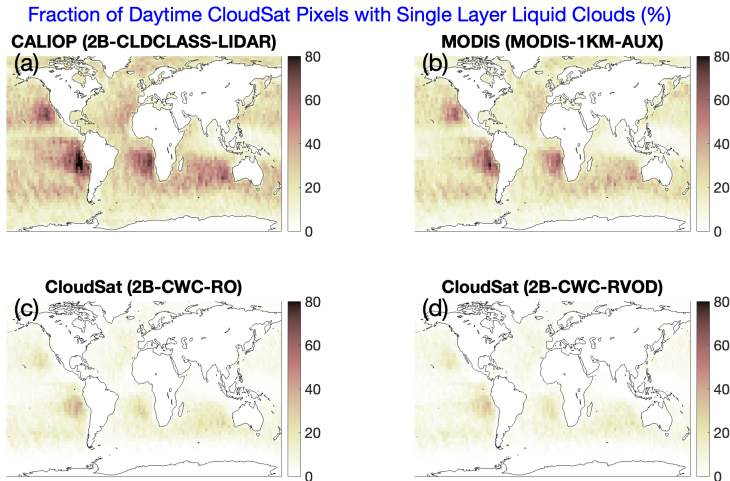 Fraction of Daytime CloudSat Pixels with Single Layer Liquid Clouds (%)
CALIOP (2B-CLDCLASS-LIDAR)
(a)
80
60
40
20
0
MODIS (MODIS-1KM-AUX)
(b)
80
60
40
20
0
CloudSat (2B-CWC-RO)
(c)
80
60
40
20
0
CloudSat (2B-CWC-RVOD)
(d)
80
60
40
20
0